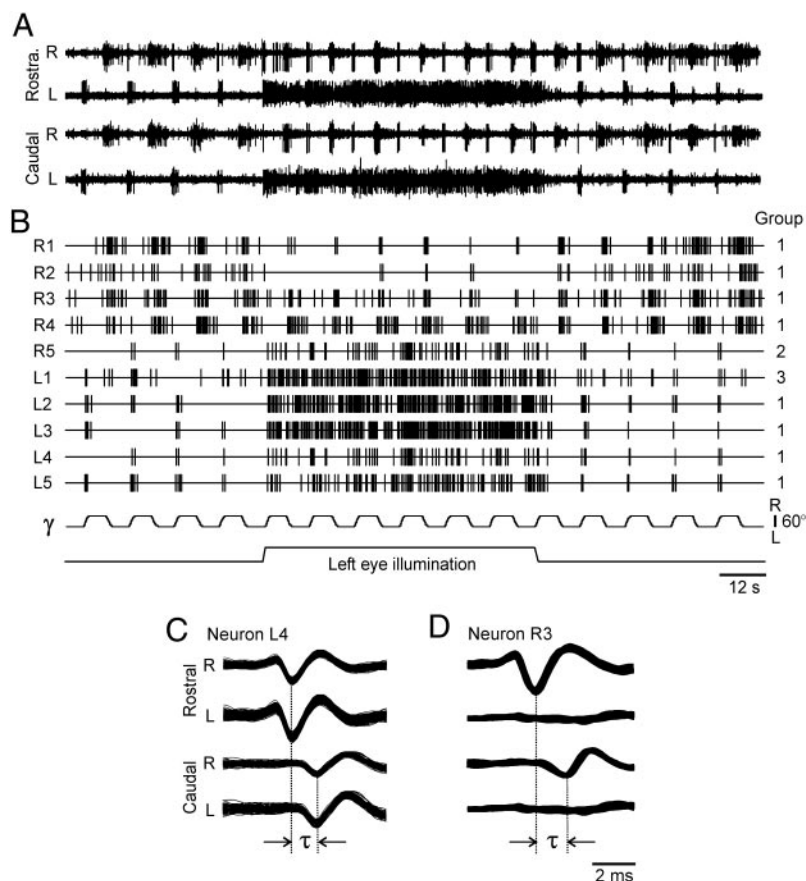 A
Rostra.
R
L
Caudal
R
L
B
Group
R1 1
R2 1
R3 1
R4 1
R5 2
L1 3
L2 1
L3 1
L4 1
L5 1
γ
R
60°
L
Left eye illumination
12 s
C Neuron L4
D Neuron R3
Rostral
R
L
Caudal
R
L
τ
τ
2 ms